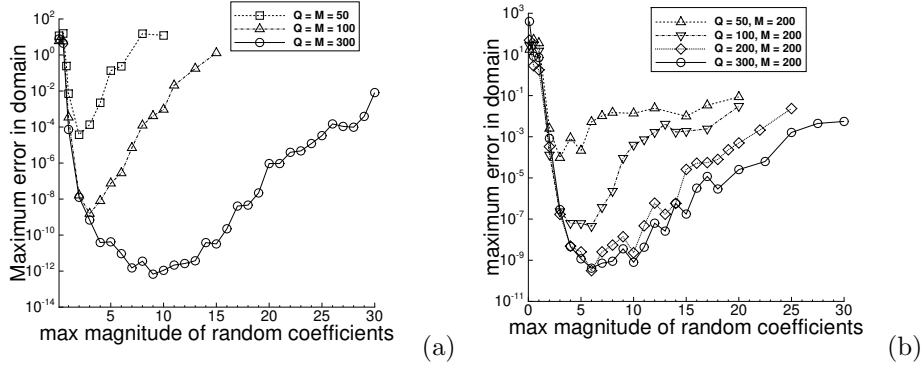 10^2
10^0
10^-2
10^-4
10^-6
10^-8
10^-10
10^-12
10^-14
Maximum error in domain
Q = M = 50
Q = M = 100
Q = M = 300
5 10 15 20 25 30
max magnitude of random coefficients
(a)
10^3
10^1
10^-1
10^-3
10^-5
10^-7
10^-9
10^-11
maximum error in domain
Q = 50, M = 200
Q = 100, M = 200
Q = 200, M = 200
Q = 300, M = 200
0 5 10 15 20 25 30
max magnitude of random coefficients
(b)